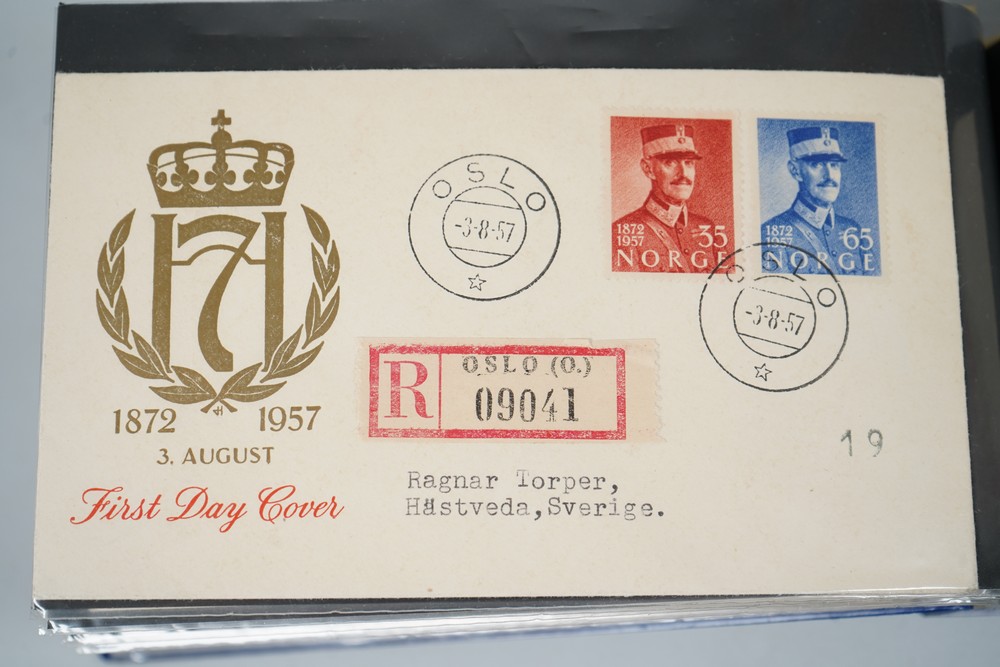 H7
1872 1957
3. AUGUST
First Day Cover
OSLO
-3-8-57
1872
1957
35
NORGE
1872
1957
65
NORGE
OSLO
-3-8-57
R
OSLO (O.)
09041
19
Ragnar Torper,
Hästveda,Sverige.